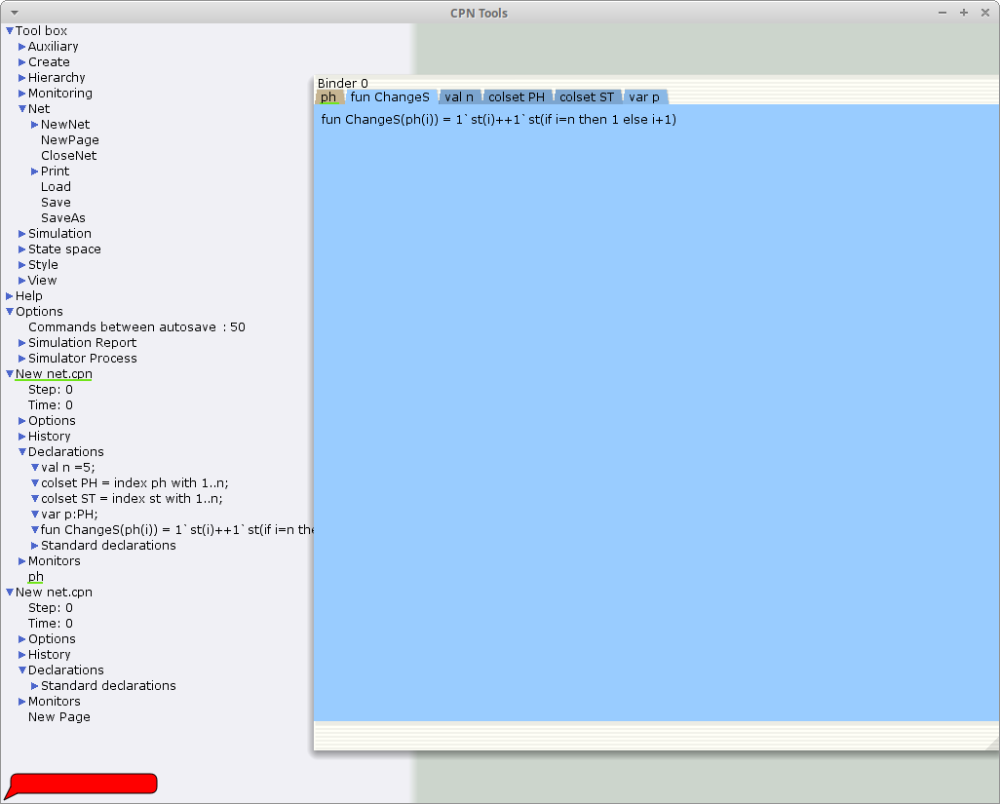 CPN Tools
Tool box
Auxiliary
Create
Hierarchy
Monitoring
Net
NewNet
NewPage
CloseNet
Print
Load
Save
SaveAs
Simulation
State space
Style
View
Help
Options
Commands between autosave : 50
Simulation Report
Simulator Process
New net.cpn
Step: 0
Time: 0
Options
History
Declarations
val n =5;
colset PH = index ph with 1..n;
colset ST = index st with 1..n;
var p:PH;
fun ChangeS(ph(i)) = 1`st(i)++1`st(if i=n the
Standard declarations
Monitors
ph
New net.cpn
Step: 0
Time: 0
Options
History
Declarations
Standard declarations
Monitors
New Page
Binder 0
ph fun ChangeS val n colset PH colset ST var p
fun ChangeS(ph(i)) = 1`st(i)++1`st(if i=n then 1 else i+1)